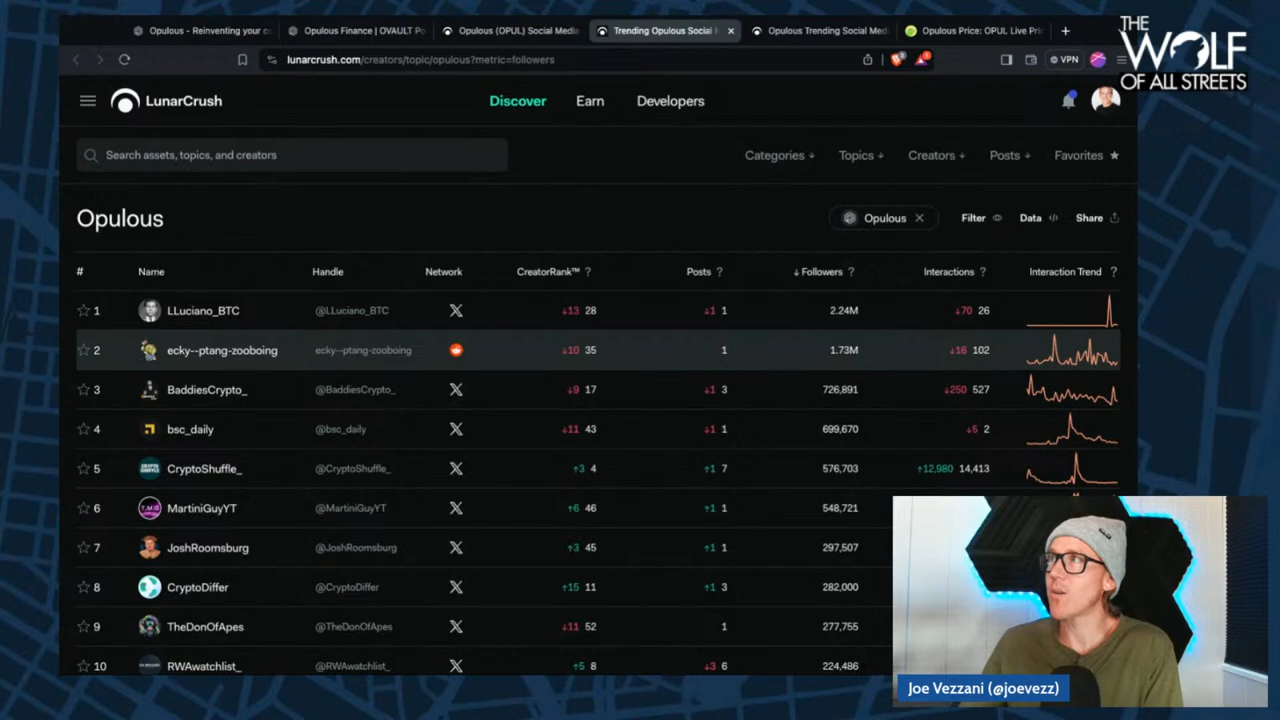 Opulous - Reinventing your c
Opulous Finance | OVAULT Po
Opulous (OPUL) Social Media
Trending Opulous Social
Opulous Trending Social Med
Opulous Price: OPUL Live Pri
THE
WOLF
OF ALL STREETS
lunarcrush.com/creators/topic/opulous?metric=followers
VPN
LunarCrush
Discover
Earn
Developers
Search assets, topics, and creators
Categories
Topics
Creators
Posts
Favorites
Opulous
Opulous
Filter
Data
Share
# Name Handle Network CreatorRank™ ? Posts ? ↓ Followers ? Interactions ? Interaction Trend ?
1 LLuciano_BTC @LLuciano_BTC X ↓13 28 ↓1 1 2.24M ↓70 26
2 ecky--ptang-zooboing ecky--ptang-zooboing ↓10 35 1 1.73M ↓16 102
3 BaddiesCrypto_ @BaddiesCrypto_ X ↓9 17 ↓1 3 726,891 ↓250 527
4 bsc_daily @bsc_daily X ↓11 43 ↓1 1 699,670 ↓5 2
5 CryptoShuffle_ @CryptoShuffle_ X ↑3 4 ↑1 7 576,703 ↑12,980 14,413
6 MartiniGuyYT @MartiniGuyYT X ↑6 46 ↑1 1 548,721
7 JoshRoomsburg @JoshRoomsburg X ↑3 45 ↑1 1 297,507
8 CryptoDiffer @CryptoDiffer X ↑15 11 ↑1 3 282,000
9 TheDonOfApes @TheDonOfApes X ↓11 52 1 277,755
10 RWAwatchlist_ @RWAwatchlist_ X ↑5 8 ↓3 6 224,486
Joe Vezzani (@joevezz)